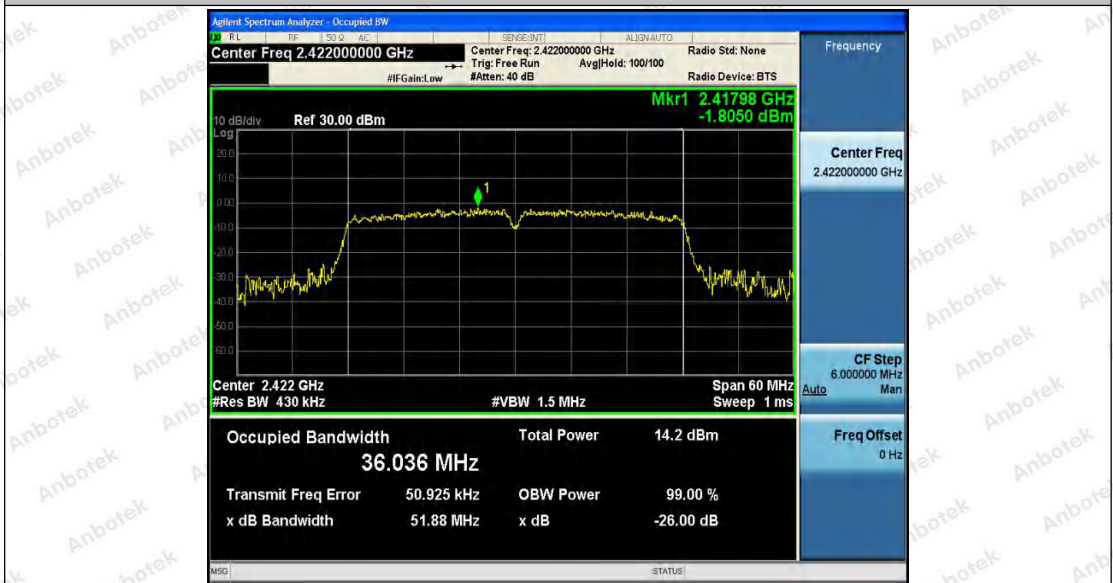 Agilent Spectrum Analyzer - Occupied BW
RL RF 50 Ω AC SENSE:INT ALIGN AUTO
Center Freq 2.422000000 GHz
Center Freq: 2.422000000 GHz Radio Std: None
Trig: Free Run Avg|Hold: 100/100
#IFGain:Low #Atten: 40 dB Radio Device: BTS
Mkr1 2.41798 GHz
-1.8050 dBm
10 dB/div Ref 30.00 dBm
Log
20.0
10.0
0.00
-10.0
-20.0
-30.0
-40.0
-50.0
-60.0
1
Center 2.422 GHz Span 60 MHz
#Res BW 430 kHz #VBW 1.5 MHz Sweep 1 ms
Occupied Bandwidth Total Power 14.2 dBm
36.036 MHz
Transmit Freq Error 50.925 kHz OBW Power 99.00 %
x dB Bandwidth 51.88 MHz x dB -26.00 dB
MSG STATUS
Frequency
Center Freq
2.422000000 GHz
CF Step
6.000000 MHz
Auto Man
Freq Offset
0 Hz
Anbotek